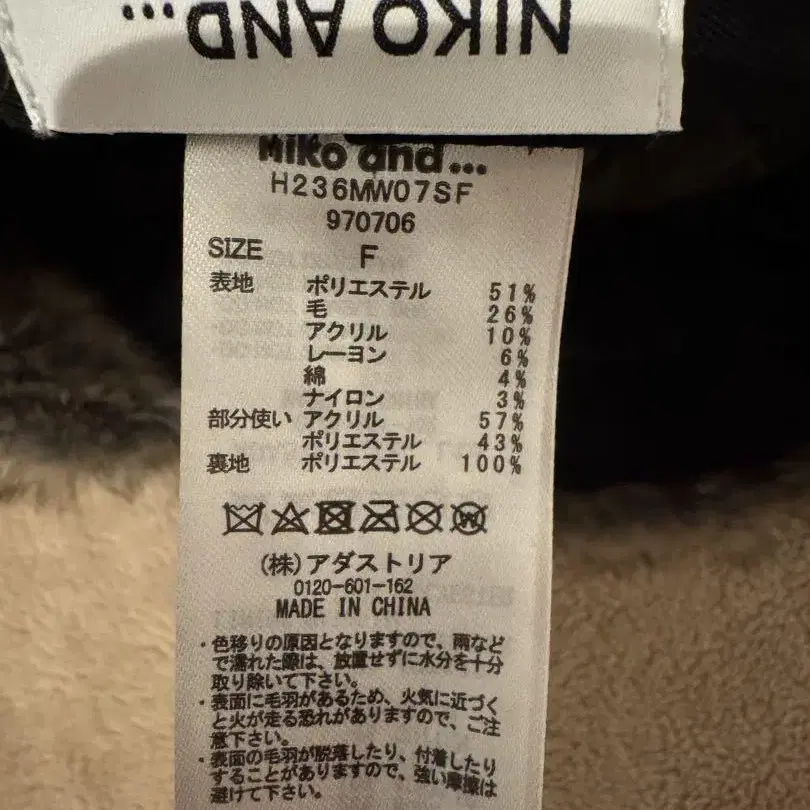 NIKO AND...
Niko and...
H236MW07SF
970706
SIZE F
表地 ポリエステル 51%
毛 26%
アクリル 10%
レーヨン 6%
綿 4%
ナイロン 3%
部分使い アクリル 57%
ポリエステル 43%
裏地 ポリエステル 100%
(株)アダストリア
0120-601-162
MADE IN CHINA
・色移りの原因となりますので、雨など
で濡れた際は、放置せずに水分を十分
取り除いて下さい。
・表面に毛羽があるため、火気に近づく
と火が走る恐れがありますので、ご注
意下さい。
・表面の毛羽が脱落したり、付着したり
することがありますので、強い摩擦は
避けて下さい。